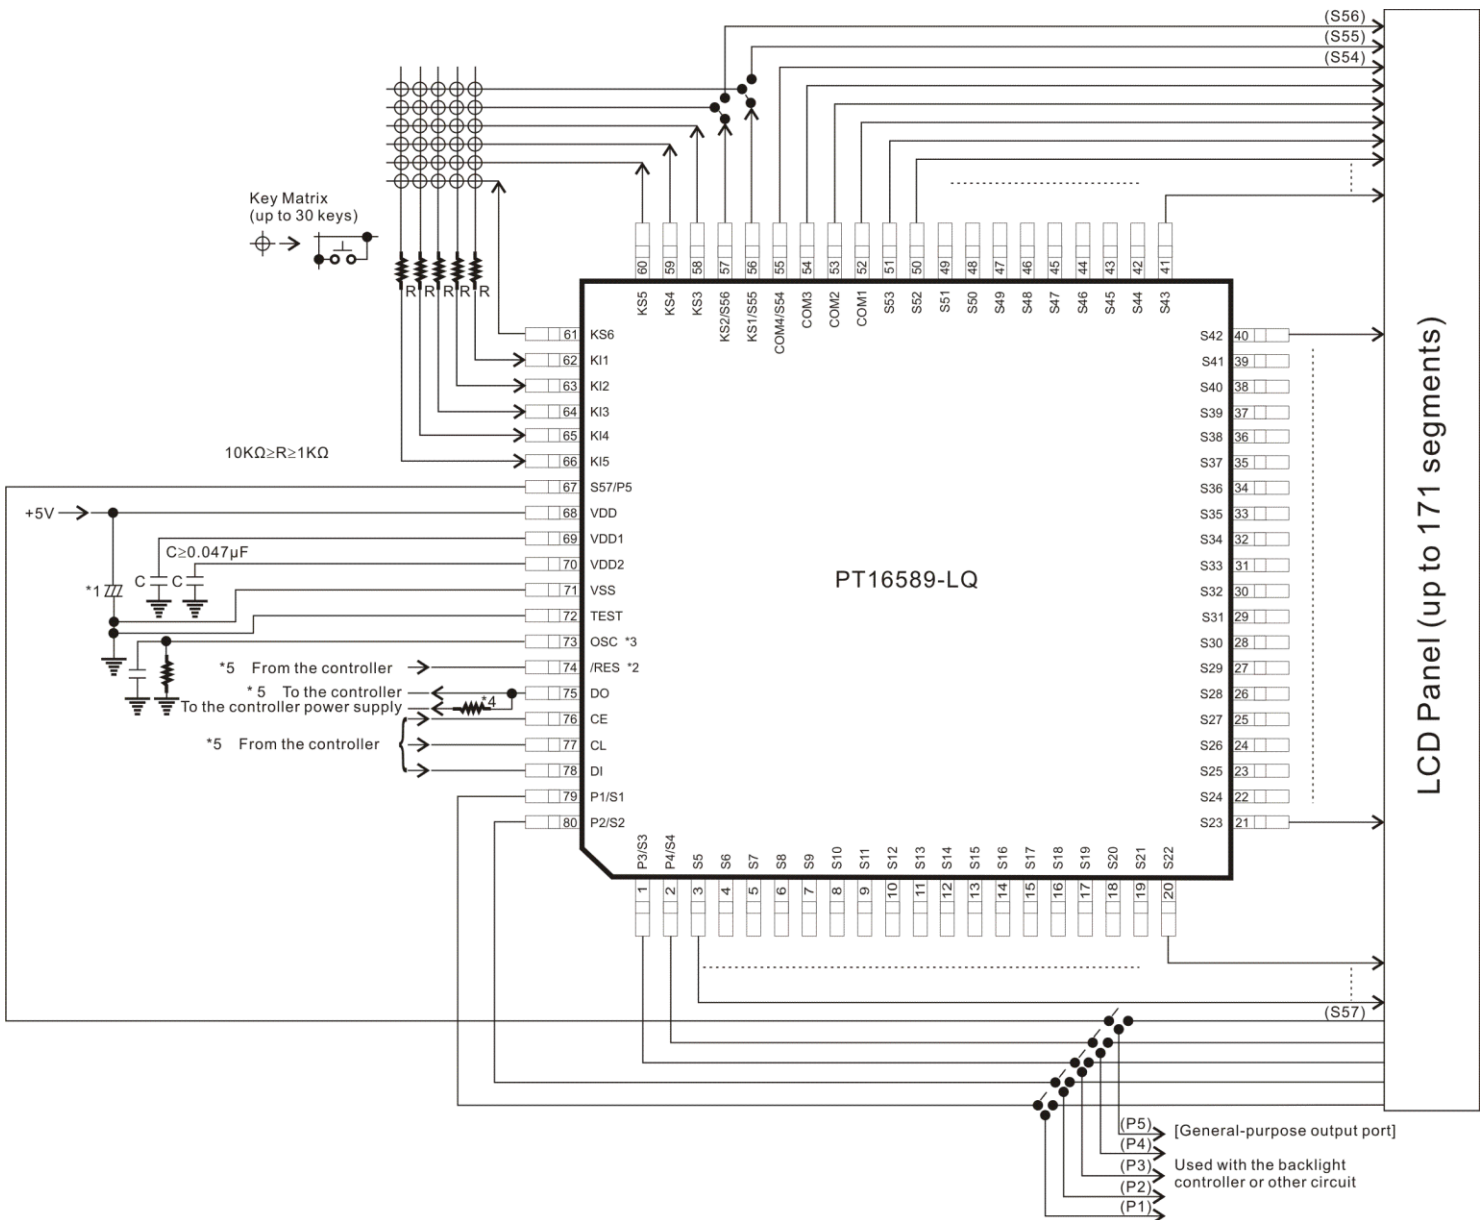 (S56)
(S55)
(S54)
Key Matrix
(up to 30 keys)
R R R R R
60 59 58 57 56 55 54 53 52 51 50 49 48 47 46 45 44 43 42 41
KS5 KS4 KS3 KS2/S56 KS1/S55 COM4/S54 COM3 COM2 COM1 S53 S52 S51 S50 S49 S48 S47 S46 S45 S44 S43
61 KS6
62 KI1
63 KI2
64 KI3
65 KI4
66 KI5
67 S57/P5
68 VDD
69 VDD1
70 VDD2
71 VSS
72 TEST
73 OSC *3
74 /RES *2
75 DO
76 CE
77 CL
78 DI
79 P1/S1
80 P2/S2
10KΩ≥R≥1KΩ
+5V
C≥0.047µF
*1
C C
*5 From the controller
*5 To the controller
To the controller power supply
*4
*5 From the controller
PT16589-LQ
S42 40
S41 39
S40 38
S39 37
S38 36
S37 35
S36 34
S35 33
S34 32
S33 31
S32 30
S31 29
S30 28
S29 27
S28 26
S27 25
S26 24
S25 23
S24 22
S23 21
LCD Panel (up to 171 segments)
P3/S3 P4/S4 S5 S6 S7 S8 S9 S10 S11 S12 S13 S14 S15 S16 S17 S18 S19 S20 S21 S22
1 2 3 4 5 6 7 8 9 10 11 12 13 14 15 16 17 18 19 20
(S57)
(P5)
[General-purpose output port]
(P4)
(P3)
Used with the backlight
controller or other circuit
(P2)
(P1)